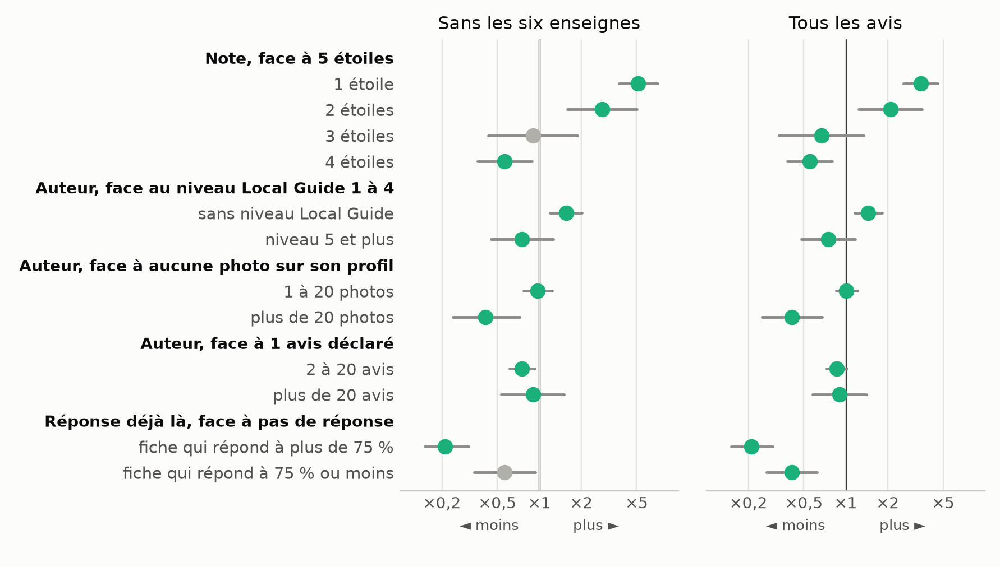 Sans les six enseignes
Tous les avis
Note, face à 5 étoiles
1 étoile
2 étoiles
3 étoiles
4 étoiles
Auteur, face au niveau Local Guide 1 à 4
sans niveau Local Guide
niveau 5 et plus
Auteur, face à aucune photo sur son profil
1 à 20 photos
plus de 20 photos
Auteur, face à 1 avis déclaré
2 à 20 avis
plus de 20 avis
Réponse déjà là, face à pas de réponse
fiche qui répond à plus de 75 %
fiche qui répond à 75 % ou moins
×0,2 ×0,5 ×1 ×2 ×5
×0,2 ×0,5 ×1 ×2 ×5
◄ moins plus ►
◄ moins plus ►